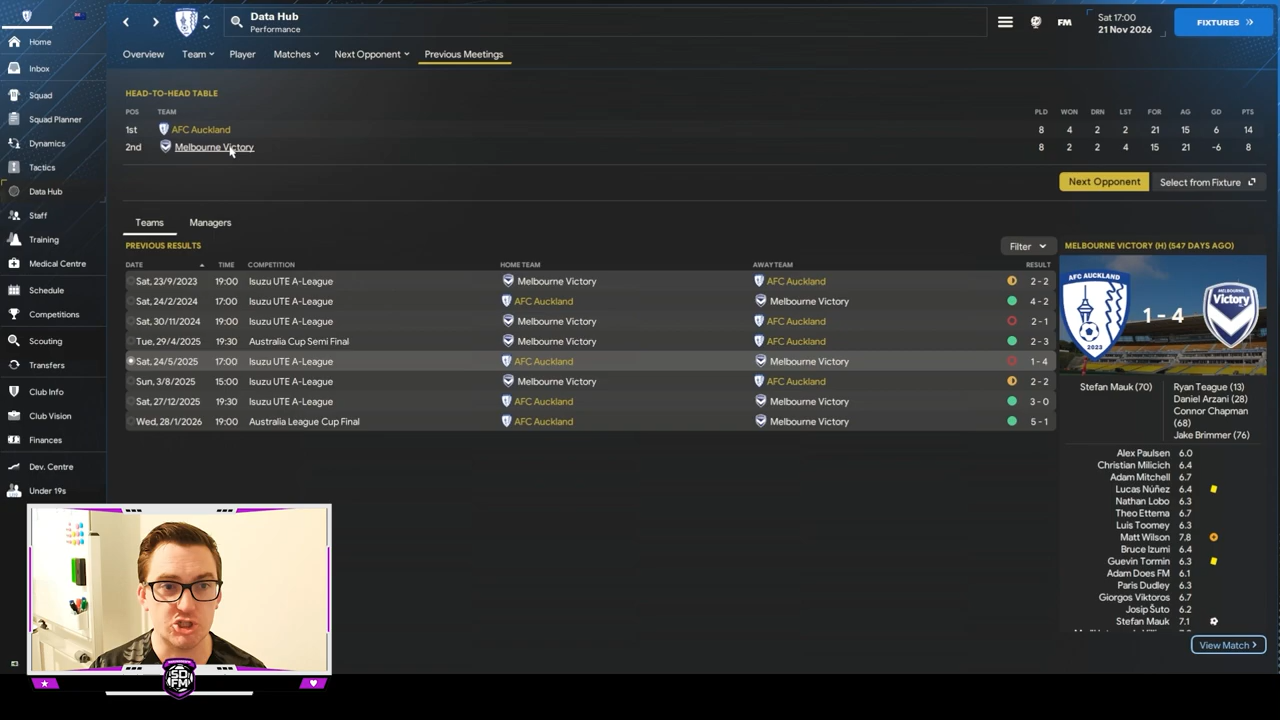 Data Hub
Performance
Sat 17:00
21 Nov 2026
FM
FIXTURES
Home
Inbox
Squad
Squad Planner
Dynamics
Tactics
Data Hub
Staff
Training
Medical Centre
Schedule
Competitions
Scouting
Transfers
Club Info
Club Vision
Finances
Dev. Centre
Under 19s
Overview
Team
Player
Matches
Next Opponent
Previous Meetings
HEAD-TO-HEAD TABLE
POS TEAM PLD WON DRN LST FOR AG GD PTS
1st AFC Auckland 8 4 2 2 21 15 6 14
2nd Melbourne Victory 8 2 2 4 15 21 -6 8
Next Opponent
Select from Fixture
Teams
Managers
PREVIOUS RESULTS
Filter
DATE TIME COMPETITION HOME TEAM AWAY TEAM RESULT
Sat, 23/9/2023 19:00 Isuzu UTE A-League Melbourne Victory AFC Auckland 2 - 2
Sat, 24/2/2024 17:00 Isuzu UTE A-League AFC Auckland Melbourne Victory 4 - 2
Sat, 30/11/2024 19:00 Isuzu UTE A-League Melbourne Victory AFC Auckland 2 - 1
Tue, 29/4/2025 19:30 Australia Cup Semi Final Melbourne Victory AFC Auckland 2 - 3
Sat, 24/5/2025 17:00 Isuzu UTE A-League AFC Auckland Melbourne Victory 1 - 4
Sun, 3/8/2025 15:00 Isuzu UTE A-League Melbourne Victory AFC Auckland 2 - 2
Sat, 27/12/2025 19:30 Isuzu UTE A-League AFC Auckland Melbourne Victory 3 - 0
Wed, 28/1/2026 19:00 Australia League Cup Final AFC Auckland Melbourne Victory 5 - 1
MELBOURNE VICTORY (H) (547 DAYS AGO)
AFC AUCKLAND
2023
1 - 4
MELBOURNE
Victory
Stefan Mauk (70)
Ryan Teague (13)
Daniel Arzani (28)
Connor Chapman
(68)
Jake Brimmer (76)
Alex Paulsen 6.0
Christian Milicich 6.4
Adam Mitchell 6.7
Lucas Núñez 6.4
Nathan Lobo 6.3
Theo Ettema 6.7
Luis Toomey 6.3
Matt Wilson 7.8
Bruce Izumi 6.4
Guevin Tormin 6.3
Adam Does FM 6.1
Paris Dudley 6.3
Giorgos Viktoros 6.7
Josip Šuto 6.2
Stefan Mauk 7.1
View Match
SD
FM